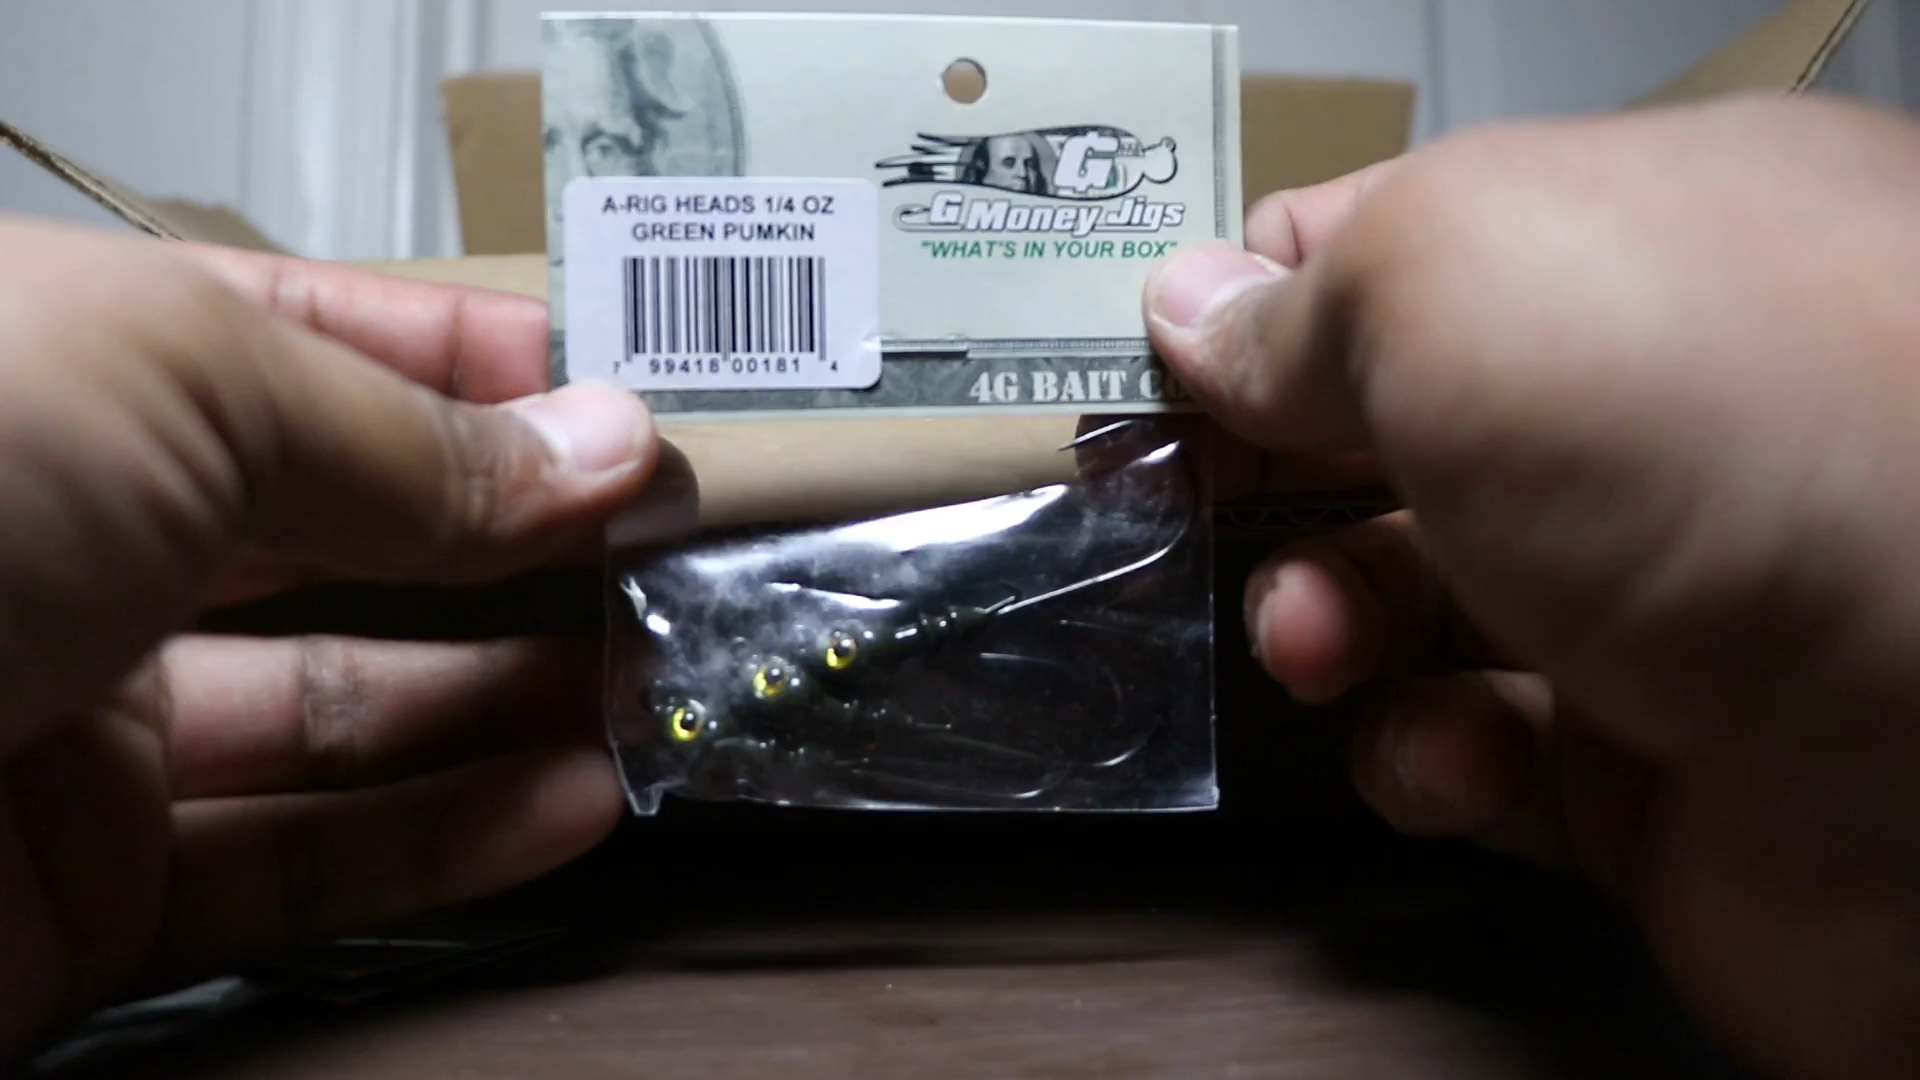 A-RIG HEADS 1/4 OZ
GREEN PUMKIN
7 99418 00181 4
G
G Money Jigs
"WHAT'S IN YOUR BOX"
4G BAIT